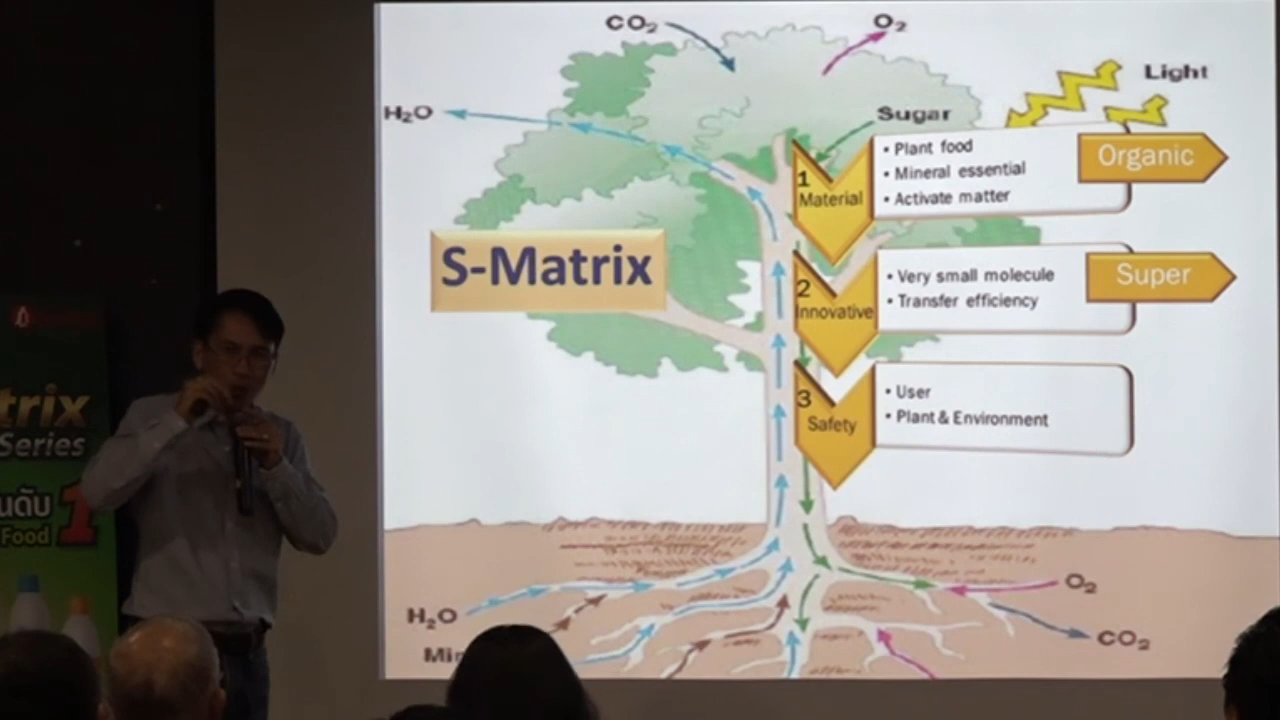 CO₂
O₂
Light
H₂O
Sugar
• Plant food
• Mineral essential
• Activate matter
Organic
1
Material
S-Matrix
• Very small molecule
• Transfer efficiency
Super
2
Innovative
3
Safety
• User
• Plant & Environment
trix
Series
นดับ 1
Food
H₂O
O₂
CO₂
Min